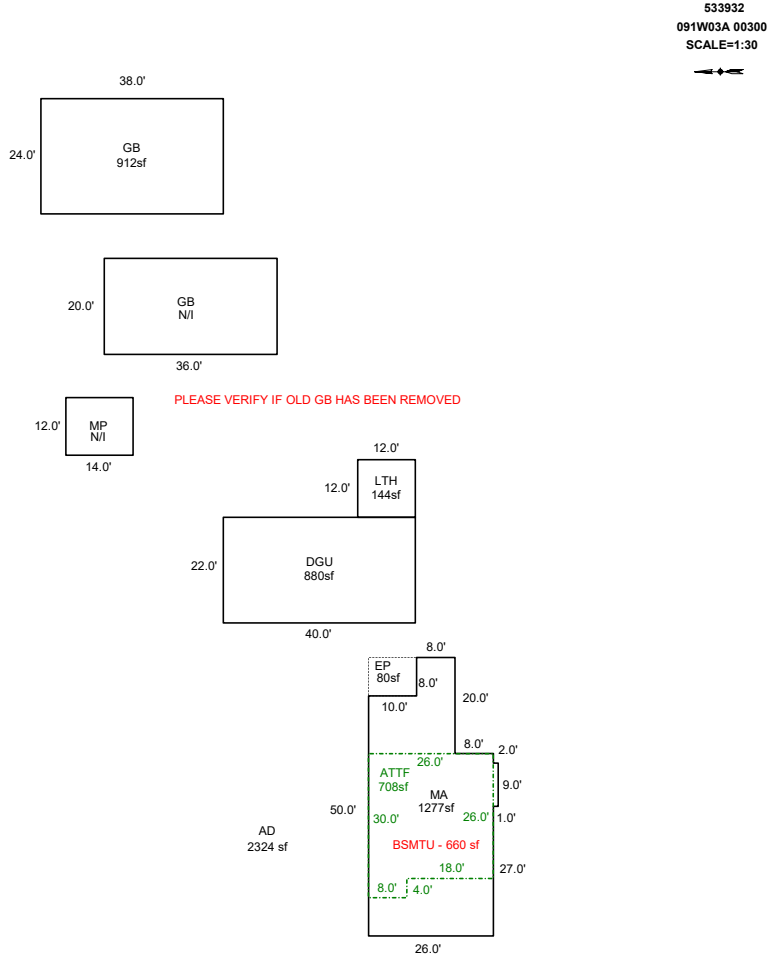 533932
091W03A 00300
SCALE=1:30
38.0'
24.0'
GB
912sf
20.0'
GB
N/I
36.0'
PLEASE VERIFY IF OLD GB HAS BEEN REMOVED
12.0'
MP
N/I
14.0'
12.0'
12.0'
LTH
144sf
22.0'
DGU
880sf
40.0'
8.0'
EP
80sf
8.0'
10.0'
20.0'
8.0'
2.0'
26.0'
ATTF
708sf
9.0'
MA
1277sf
50.0'
30.0'
26.0'
1.0'
AD
2324 sf
BSMTU - 660 sf
18.0'
27.0'
8.0'
4.0'
26.0'